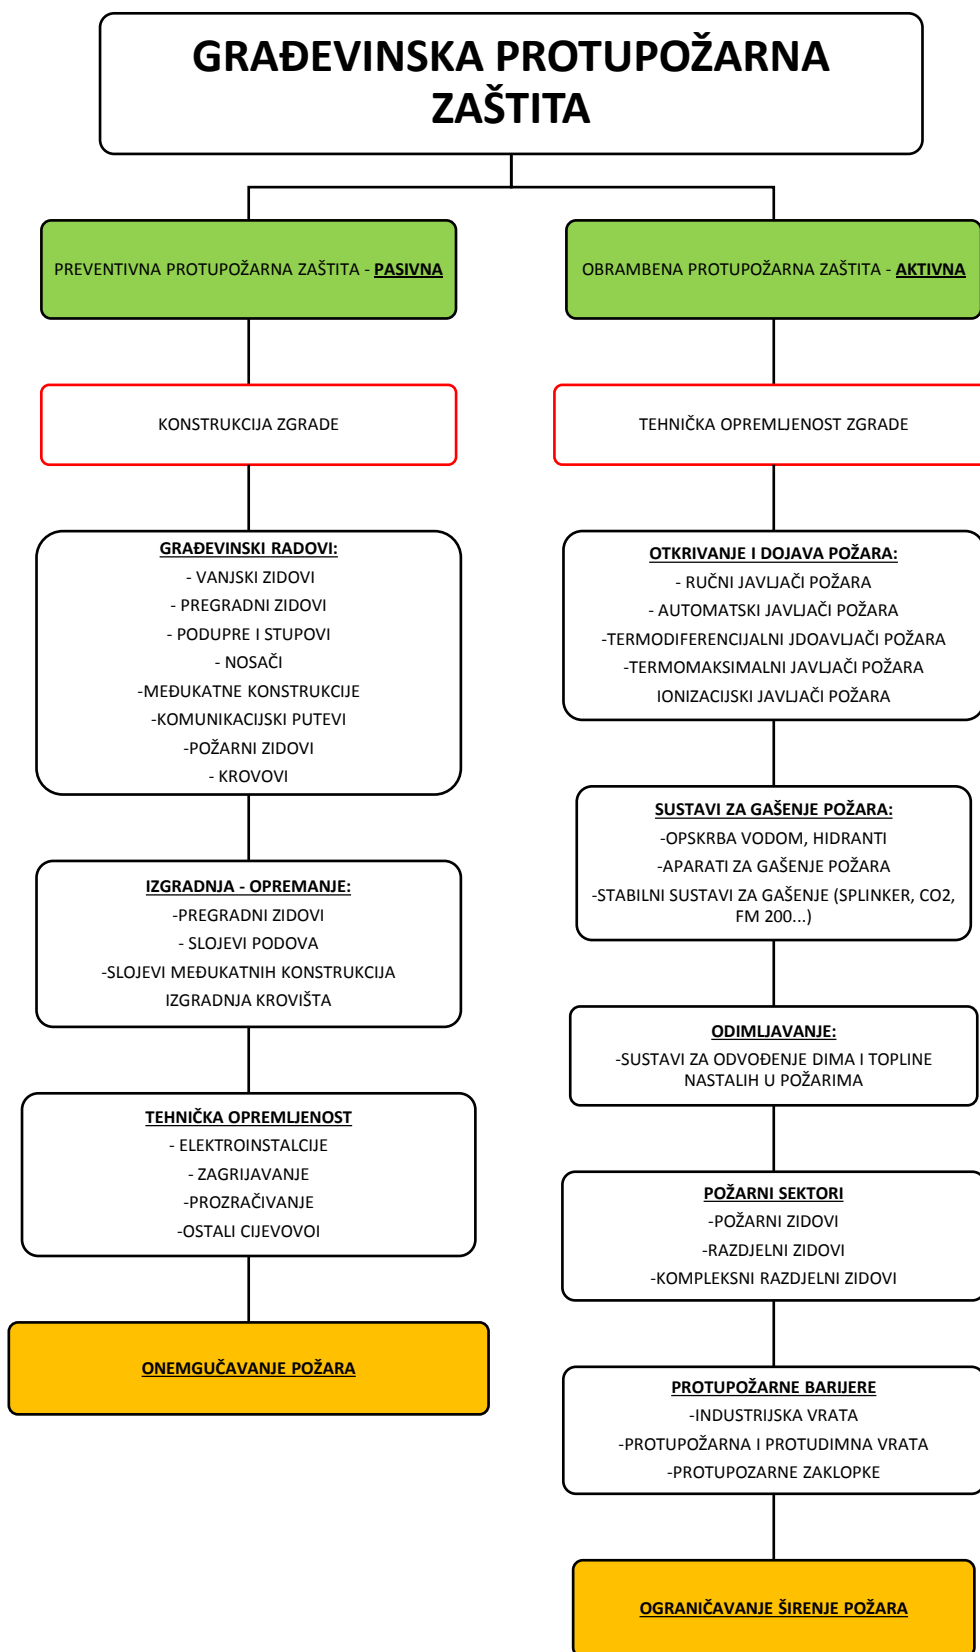 GRAĐEVINSKA PROTUPOŽARNA
ZAŠTITA
PREVENTIVNA PROTUPOŽARNA ZAŠTITA - PASIVNA
KONSTRUKCIJA ZGRADE
GRAĐEVINSKI RADOVI:
- VANJSKI ZIDOVI
- PREGRADNI ZIDOVI
- PODUPRE I STUPOVI
- NOSAČI
-MEĐUKATNE KONSTRUKCIJE
-KOMUNIKACIJSKI PUTEVI
-POŽARNI ZIDOVI
- KROVOVI
IZGRADNJA - OPREMANJE:
-PREGRADNI ZIDOVI
- SLOJEVI PODOVA
-SLOJEVI MEĐUKATNIH KONSTRUKCIJA
IZGRADNJA KROVIŠTA
TEHNIČKA OPREMLJENOST
- ELEKTROINSTALCIJE
- ZAGRIJAVANJE
-PROZRAČIVANJE
-OSTALI CIJEVOVOI
ONEMGUČAVANJE POŽARA
OBRAMBENA PROTUPOŽARNA ZAŠTITA - AKTIVNA
TEHNIČKA OPREMLJENOST ZGRADE
OTKRIVANJE I DOJAVA POŽARA:
- RUČNI JAVLJAČI POŽARA
- AUTOMATSKI JAVLJAČI POŽARA
-TERMODIFERENCIJALNI JDOAVLJAČI POŽARA
-TERMOMAKSIMALNI JAVLJAČI POŽARA
IONIZACIJSKI JAVLJAČI POŽARA
SUSTAVI ZA GAŠENJE POŽARA:
-OPSKRBA VODOM, HIDRANTI
-APARATI ZA GAŠENJE POŽARA
-STABILNI SUSTAVI ZA GAŠENJE (SPLINKER, CO2,
FM 200...)
ODIMLJAVANJE:
-SUSTAVI ZA ODVOĐENJE DIMA I TOPLINE
NASTALIH U POŽARIMA
POŽARNI SEKTORI
-POŽARNI ZIDOVI
-RAZDJELNI ZIDOVI
-KOMPLEKSNI RAZDJELNI ZIDOVI
PROTUPOŽARNE BARIJERE
-INDUSTRIJSKA VRATA
-PROTUPOŽARNA I PROTUDIMNA VRATA
-PROTUPOZARNE ZAKLOPKE
OGRANIČAVANJE ŠIRENJE POŽARA